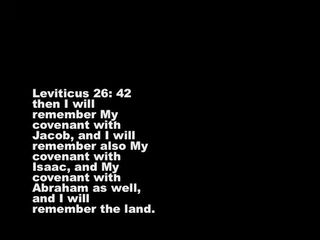 Leviticus 26: 42
then I will
remember My
covenant with
Jacob, and I will
remember also My
covenant with
Isaac, and My
covenant with
Abraham as well,
and I will
remember the land.